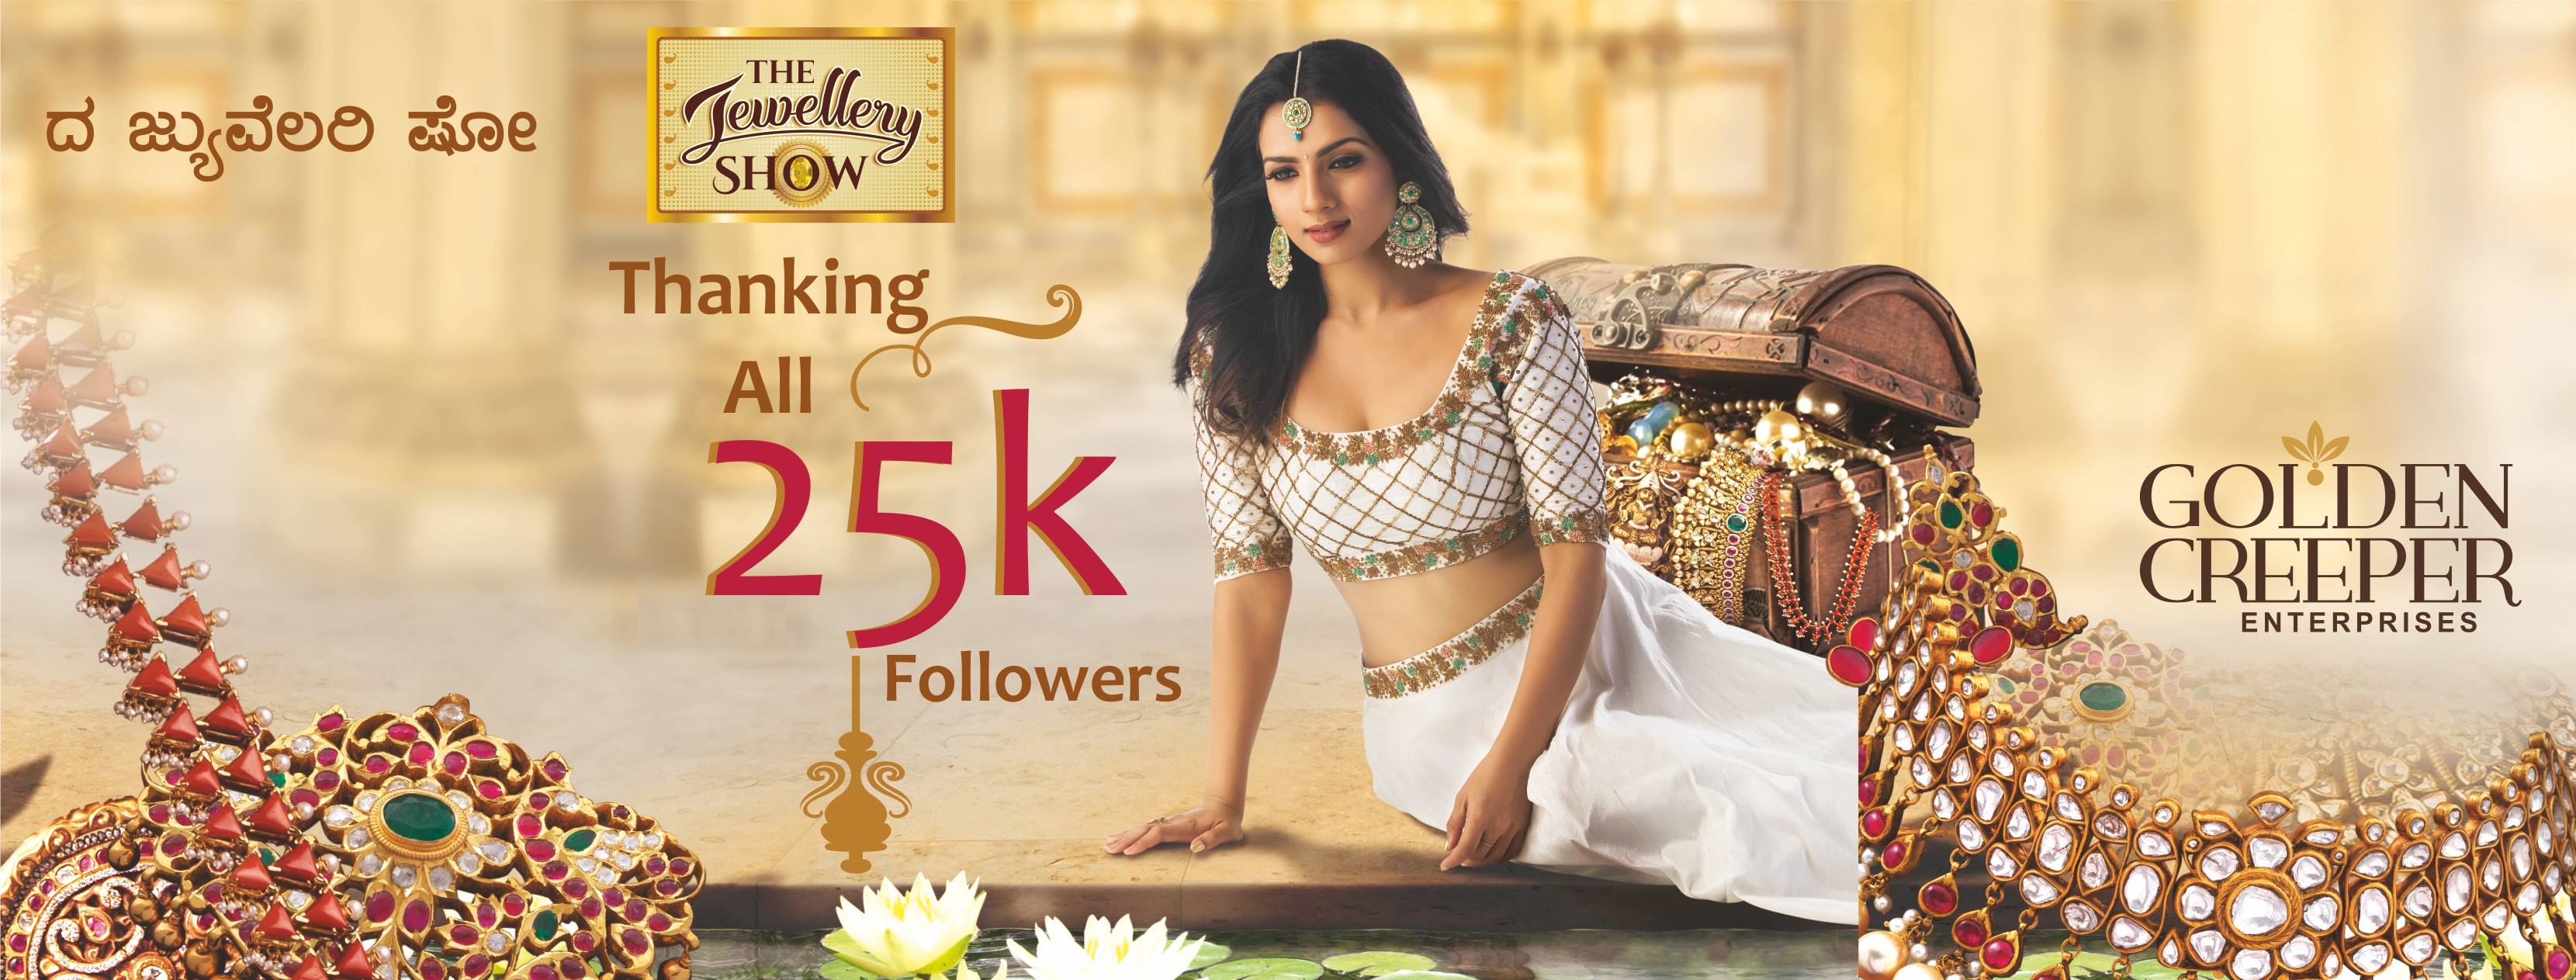 ದ ಜ್ಯುವೆಲರಿ ಷೋ
THE
Jewellery
SHOW
Thanking
All
25k
Followers
GOLDEN
CREEPER
ENTERPRISES